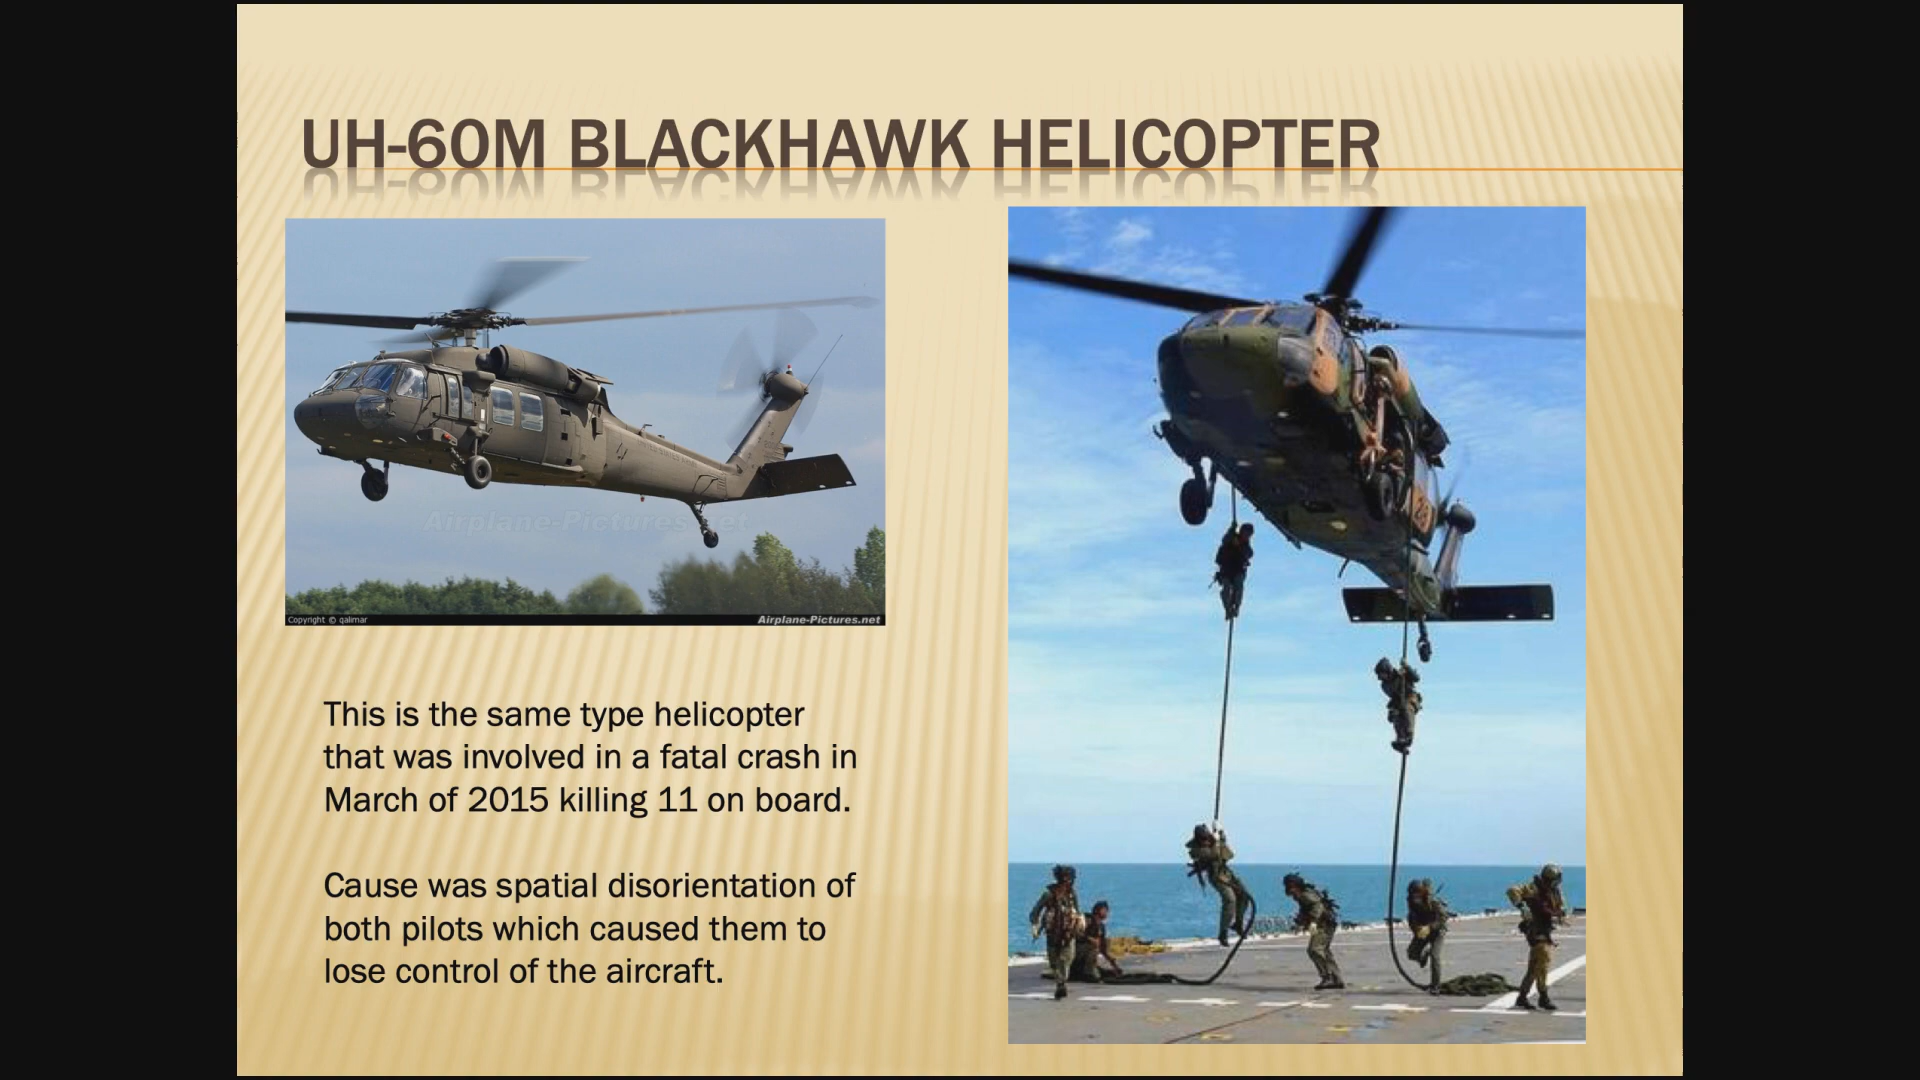 UH-60M BLACKHAWK HELICOPTER
Airplane-Pictures.net
Copyright © qalimar
Airplane-Pictures.net
This is the same type helicopter
that was involved in a fatal crash in
March of 2015 killing 11 on board.
Cause was spatial disorientation of
both pilots which caused them to
lose control of the aircraft.